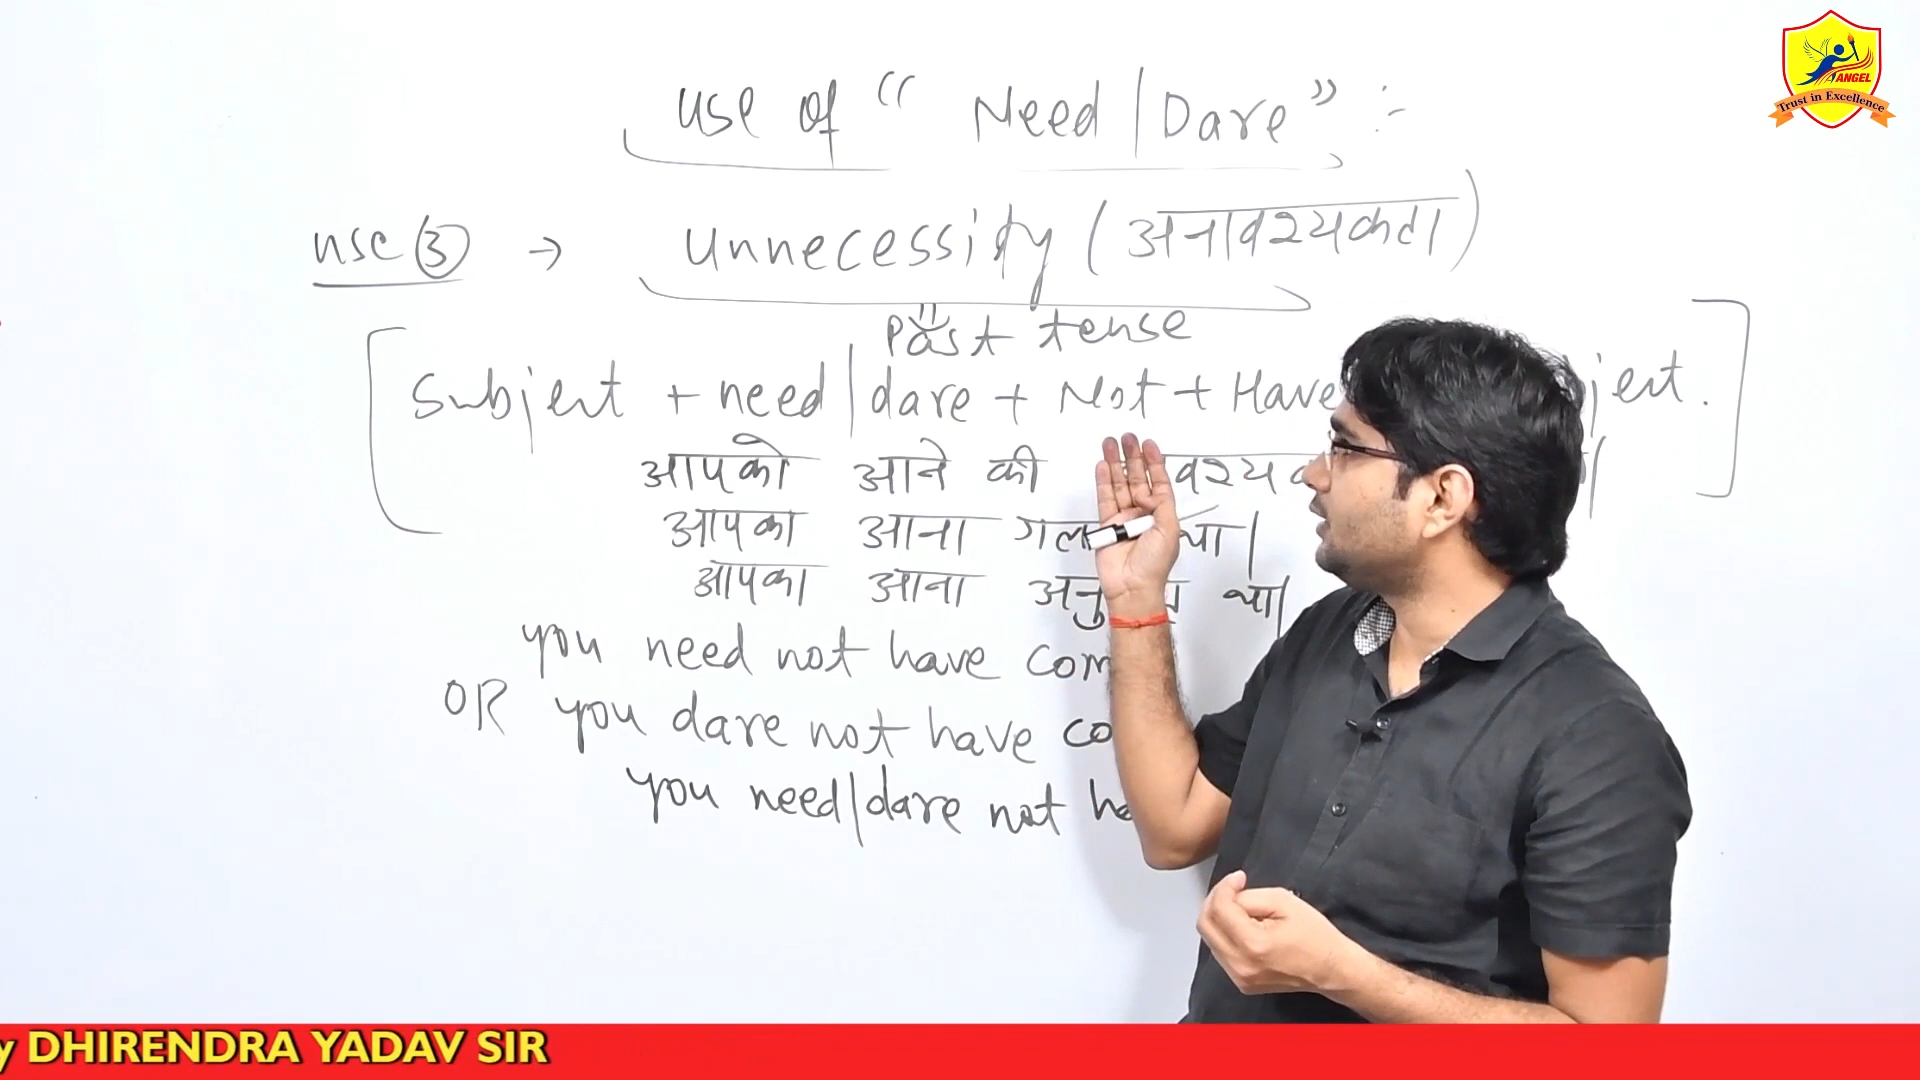 ANGEL
Trust in Excellence
use of "Need/Dare" :-
use ③ → unnecessity (अनावश्यकता)
Past tense
Subject + need/dare + Not + Have
आपको आने की
आपका आना था|
आपका आना था|
you need not have
OR you dare not have
you need/dare not
DHIRENDRA YADAV SIR